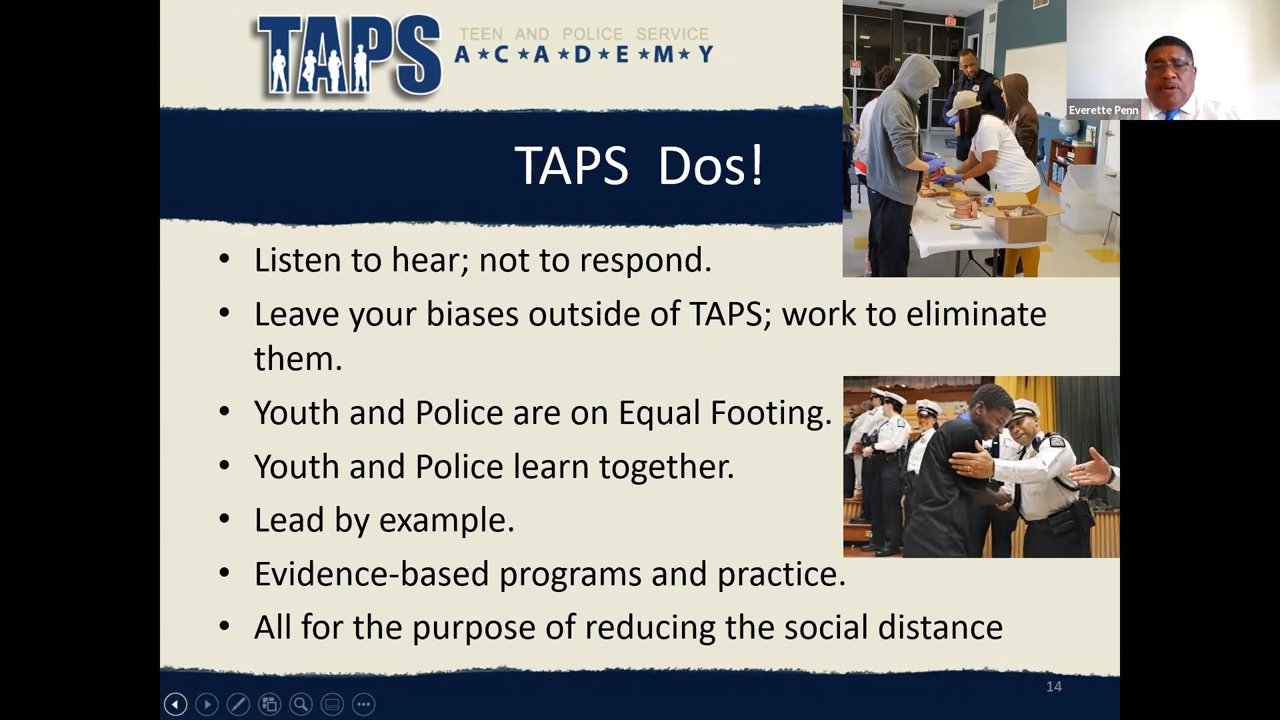 TAPS
TEEN AND POLICE SERVICE
A★C★A★D★E★M★Y
Everette Penn
TAPS Dos!
• Listen to hear; not to respond.
• Leave your biases outside of TAPS; work to eliminate
them.
• Youth and Police are on Equal Footing.
• Youth and Police learn together.
• Lead by example.
• Evidence-based programs and practice.
• All for the purpose of reducing the social distance
14